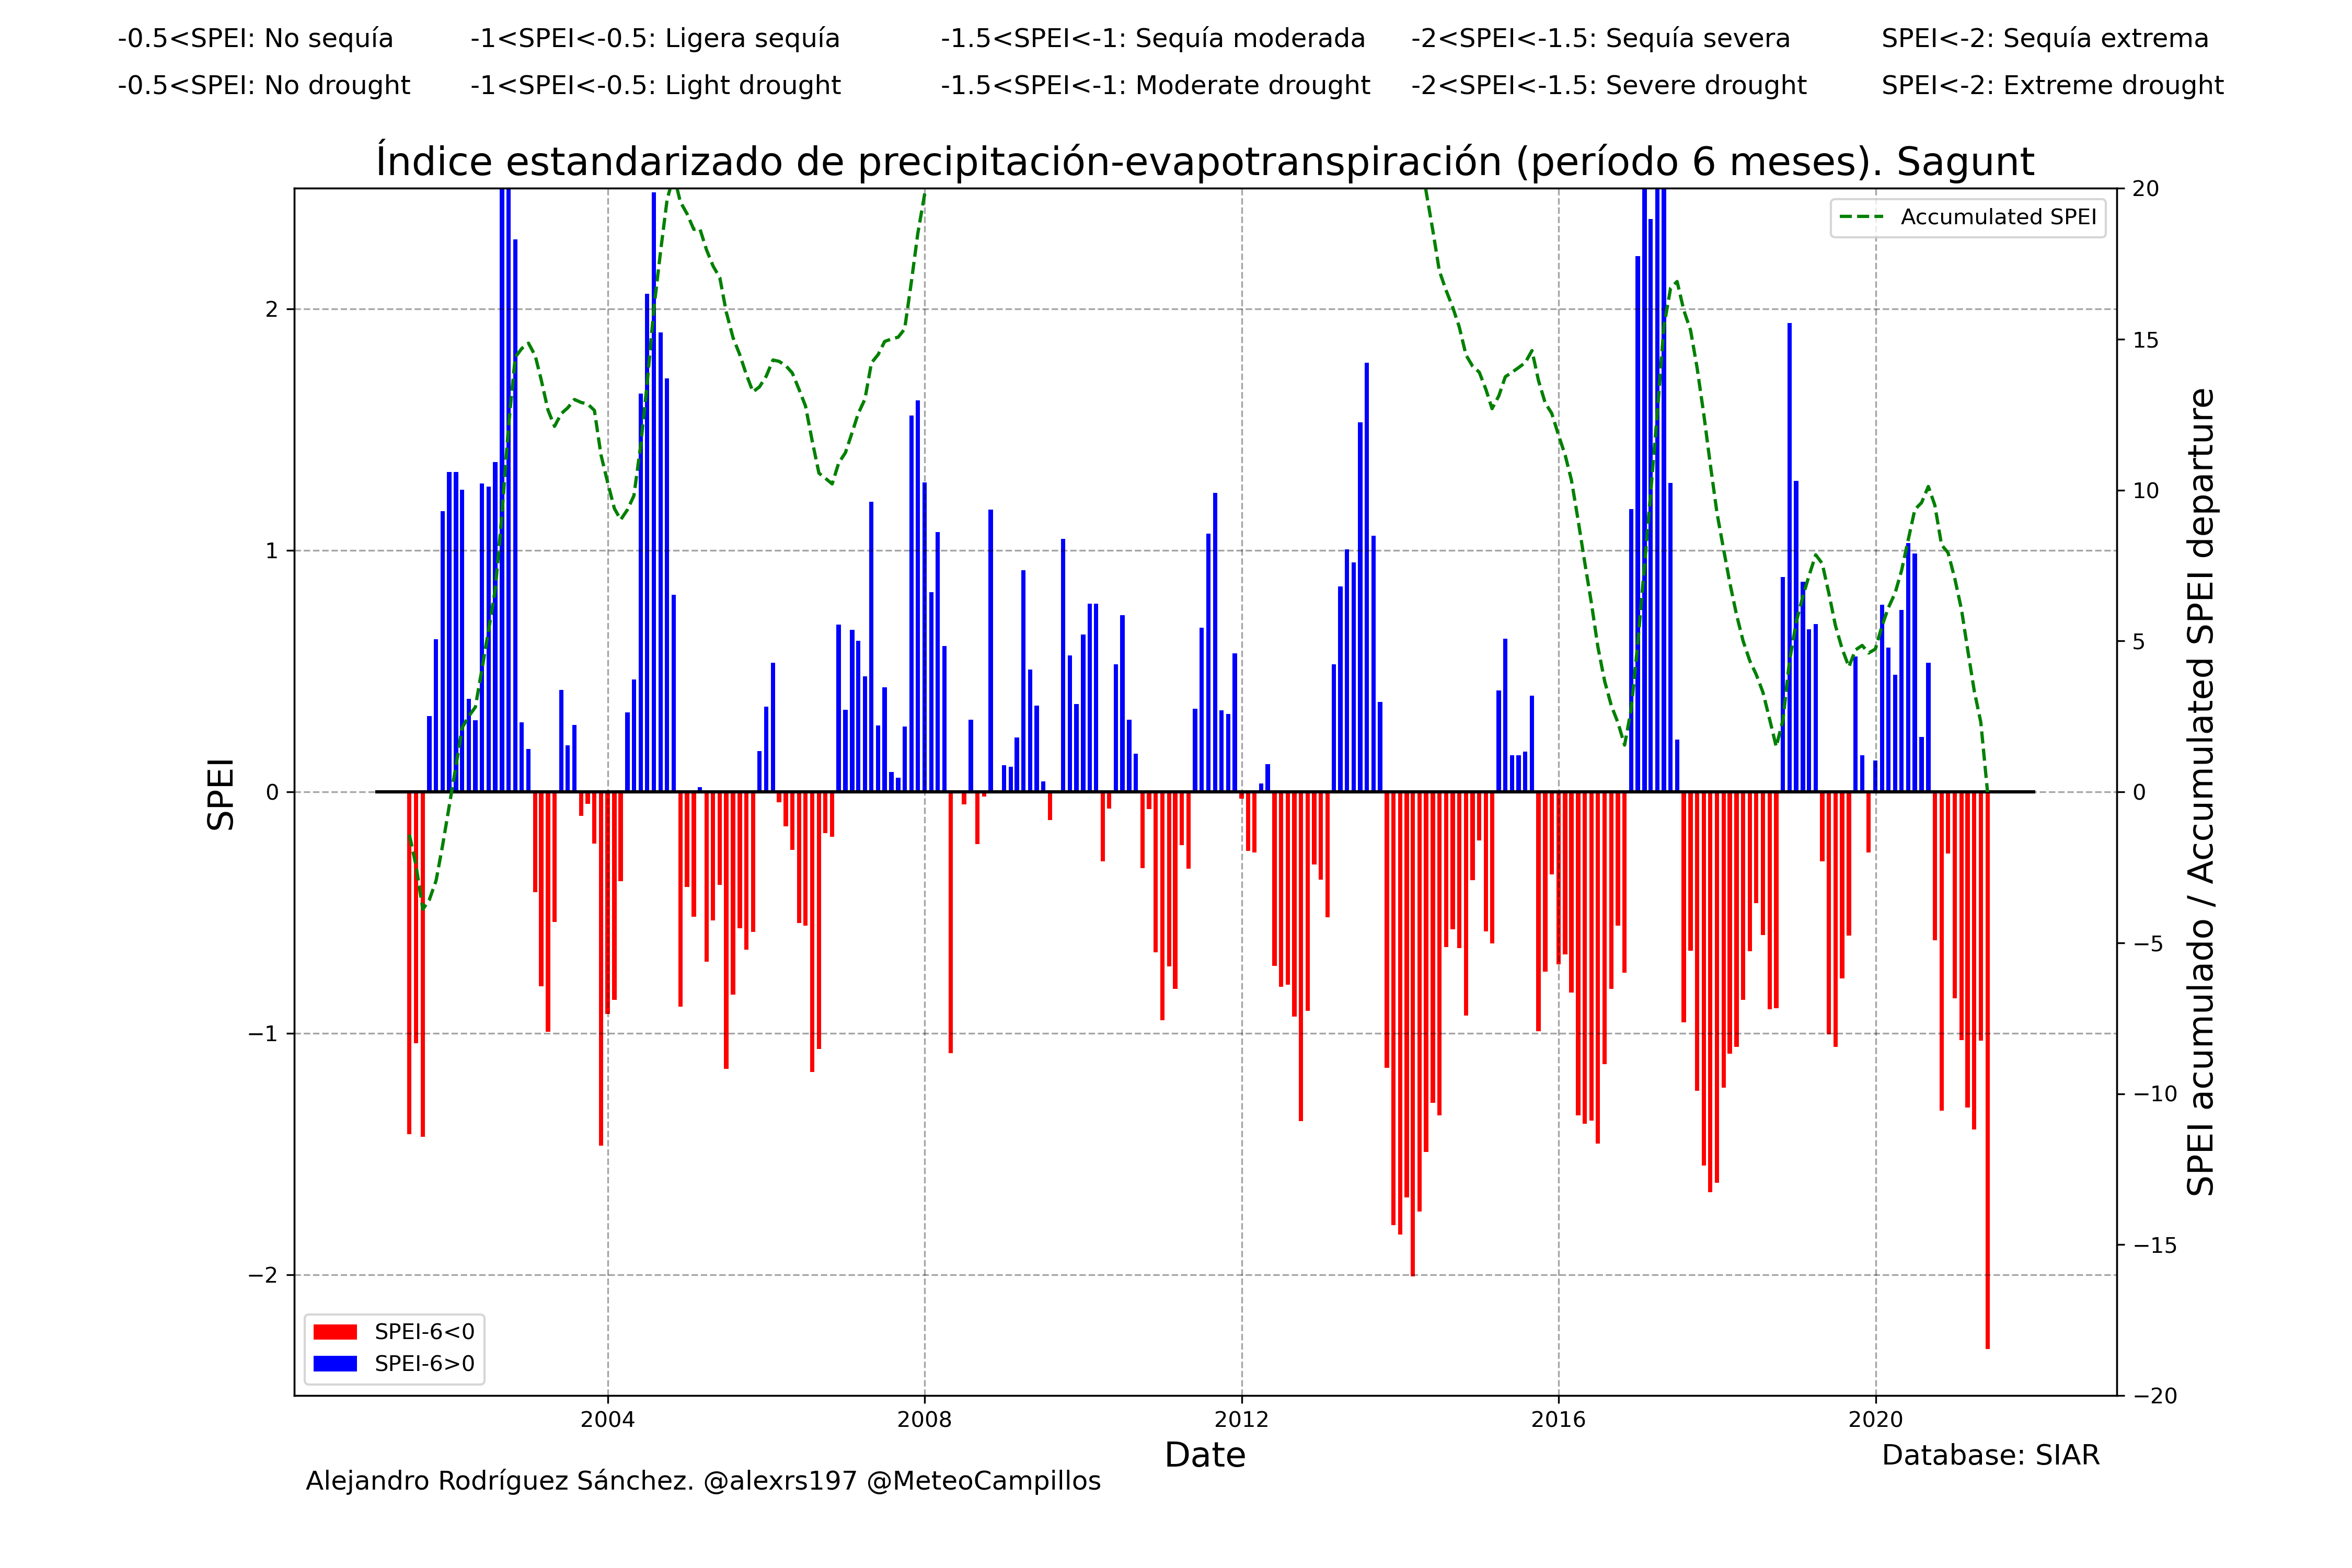 -0.5<SPEI: No sequía -1<SPEI<-0.5: Ligera sequía -1.5<SPEI<-1: Sequía moderada -2<SPEI<-1.5: Sequía severa SPEI<-2: Sequía extrema
-0.5<SPEI: No drought -1<SPEI<-0.5: Light drought -1.5<SPEI<-1: Moderate drought -2<SPEI<-1.5: Severe drought SPEI<-2: Extreme drought
Índice estandarizado de precipitación-evapotranspiración (período 6 meses). Sagunt
Accumulated SPEI
SPEI
2
1
0
−1
−2
20
15
10
5
0
−5
−10
−15
−20
SPEI acumulado / Accumulated SPEI departure
SPEI-6<0
SPEI-6>0
2004 2008 2012 2016 2020
Date
Database: SIAR
Alejandro Rodríguez Sánchez. @alexrs197 @MeteoCampillos